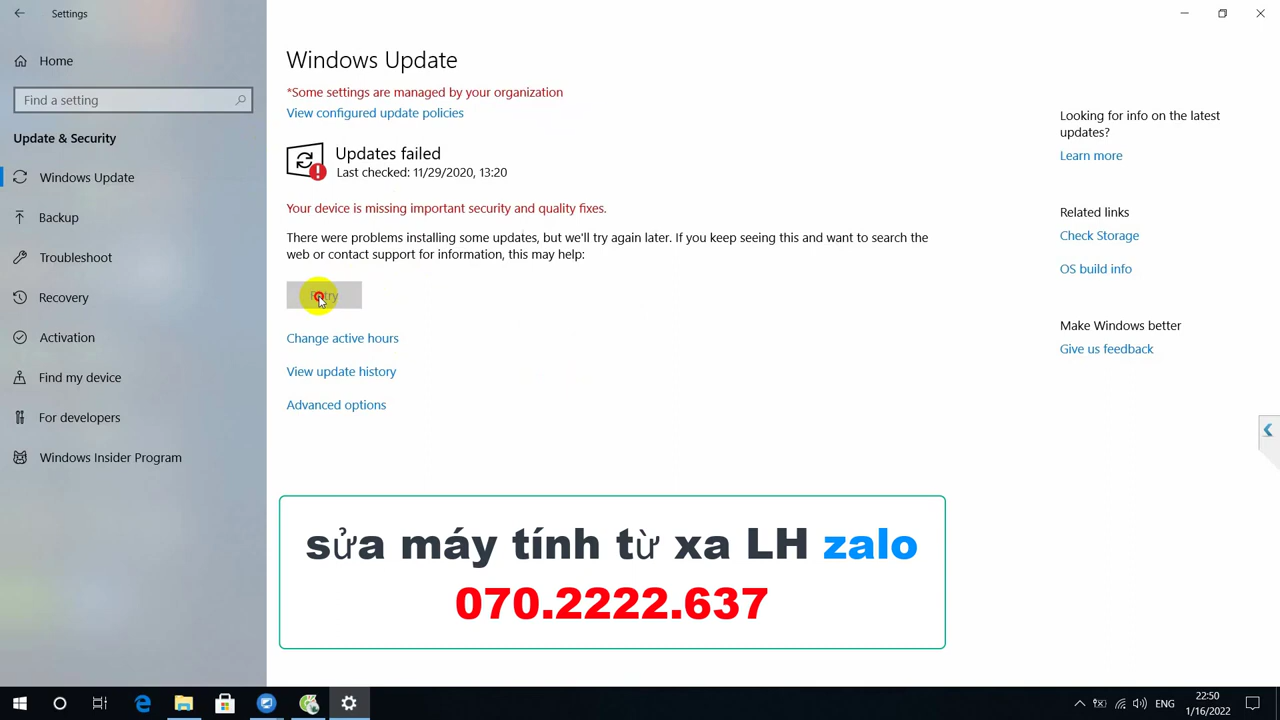 Settings
Home
Find a setting
Update & Security
Windows Update
Backup
Troubleshoot
Recovery
Activation
Find my device
For developers
Windows Insider Program
Windows Update
*Some settings are managed by your organization
View configured update policies
Updates failed
Last checked: 11/29/2020, 13:20
Your device is missing important security and quality fixes.
There were problems installing some updates, but we'll try again later. If you keep seeing this and want to search the
web or contact support for information, this may help:
Retry
Change active hours
View update history
Advanced options
Looking for info on the latest
updates?
Learn more
Related links
Check Storage
OS build info
Make Windows better
Give us feedback
sửa máy tính từ xa LH zalo
070.2222.637
ENG
22:50
1/16/2022